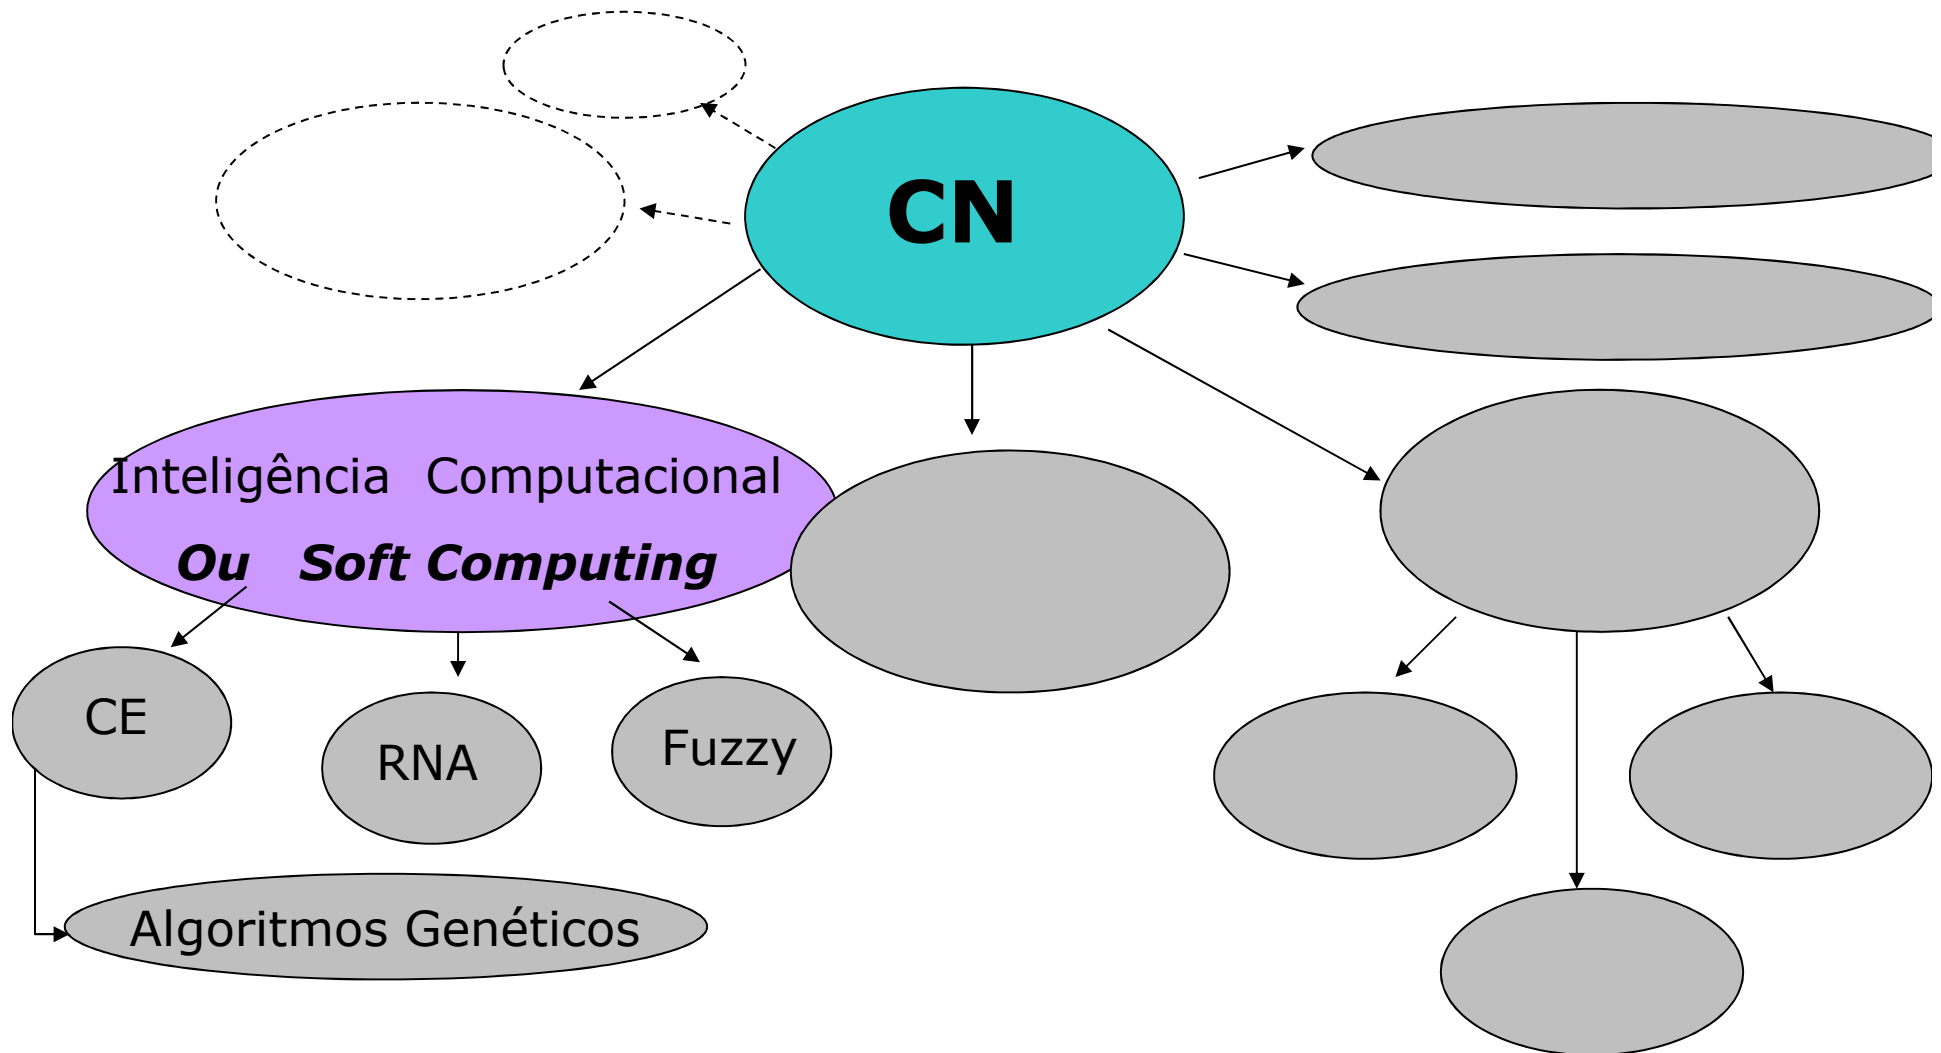 CN
Inteligência Computacional
Ou Soft Computing
CE
RNA
Fuzzy
Algoritmos Genéticos